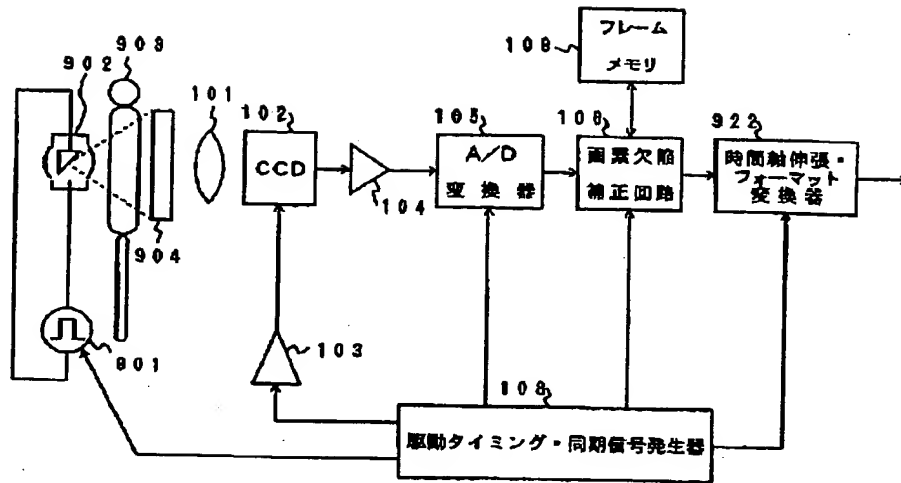 903
902
101
102
CCD
104
105
A/D
変換器
108
フレーム
メモリ
画素欠陥
補正回路
922
時間軸伸張・
フォーマット
変換器
904
901
103
駆動タイミング・同期信号発生器